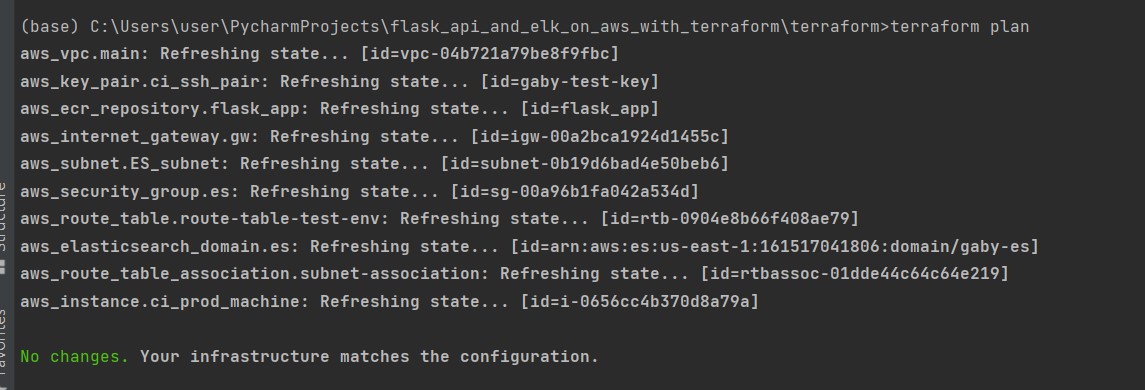 (base) C:\Users\user\PycharmProjects\flask_api_and_elk_on_aws_with_terraform\terraform>terraform plan
aws_vpc.main: Refreshing state... [id=vpc-04b721a79be8f9fbc]
aws_key_pair.ci_ssh_pair: Refreshing state... [id=gaby-test-key]
aws_ecr_repository.flask_app: Refreshing state... [id=flask_app]
aws_internet_gateway.gw: Refreshing state... [id=igw-00a2bca1924d1455c]
aws_subnet.ES_subnet: Refreshing state... [id=subnet-0b19d6bad4e50beb6]
aws_security_group.es: Refreshing state... [id=sg-00a96b1fa042a534d]
aws_route_table.route-table-test-env: Refreshing state... [id=rtb-0904e8b66f408ae79]
aws_elasticsearch_domain.es: Refreshing state... [id=arn:aws:es:us-east-1:161517041806:domain/gaby-es]
aws_route_table_association.subnet-association: Refreshing state... [id=rtbassoc-01dde44c64c64e219]
aws_instance.ci_prod_machine: Refreshing state... [id=i-0656cc4b370d8a79a]
No changes. Your infrastructure matches the configuration.
Structure
Favorites